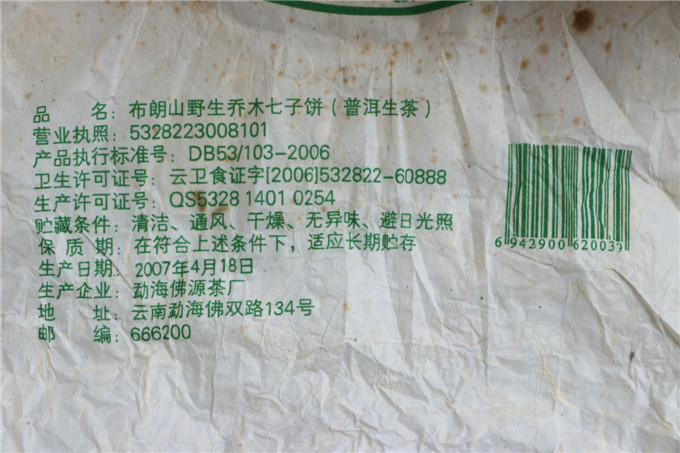 品 名：布朗山野生乔木七子饼（普洱生茶）
营业执照：5328223008101
产品执行标准号：DB53/103-2006
卫生许可证号：云卫食证字[2006]532822-60888
生产许可证号：QS5328 1401 0254
贮藏条件：清洁、通风、干燥、无异味、避日光照
保 质 期：在符合上述条件下，适应长期贮存
生产日期：2007年4月18日
生产企业：勐海佛源茶厂
地 址：云南勐海佛双路134号
邮 编：666200
6 942900 620039